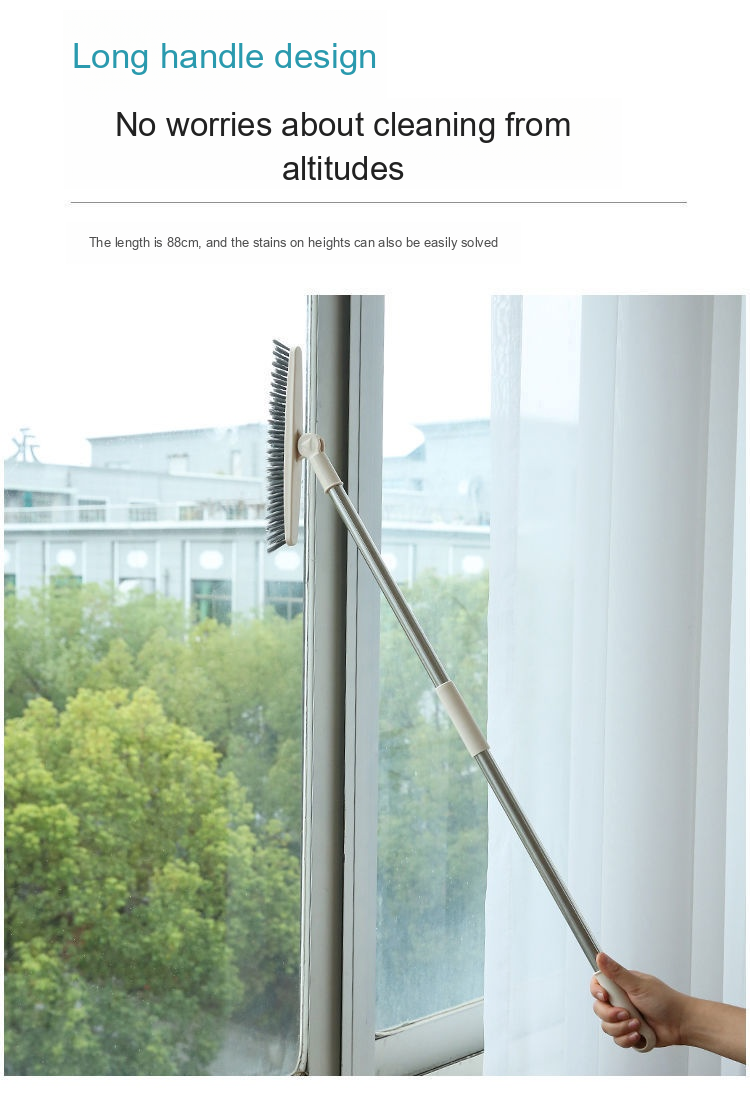 Long handle design
No worries about cleaning from
altitudes
The length is 88cm, and the stains on heights can also be easily solved